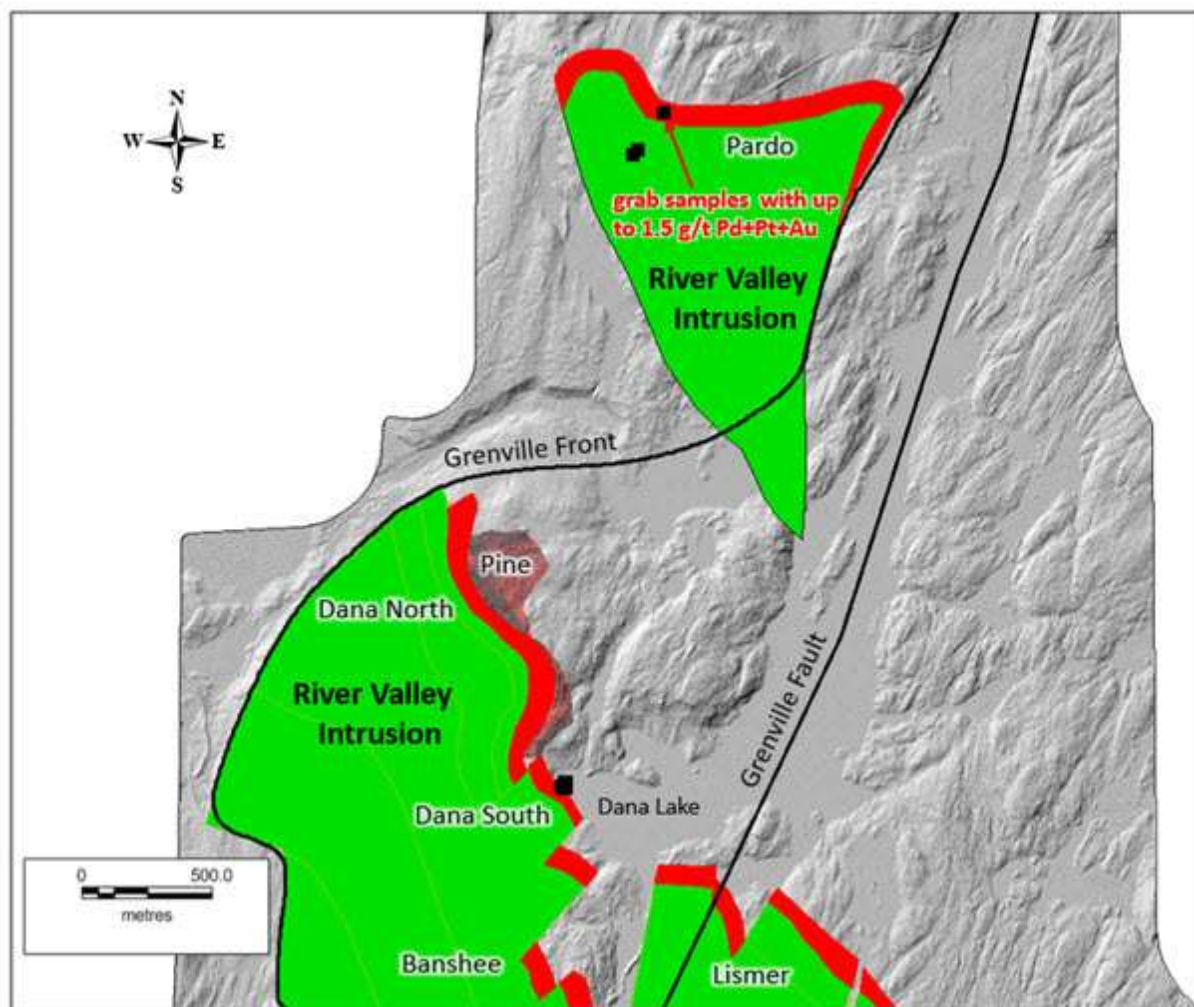 N
W E
S
Pardo
grab samples with up
to 1.5 g/t Pd+Pt+Au
River Valley
Intrusion
Grenville Front
Pine
Dana North
River Valley
Intrusion
Grenville Fault
Dana South
Dana Lake
0 500.0
metres
Banshee
Lismer